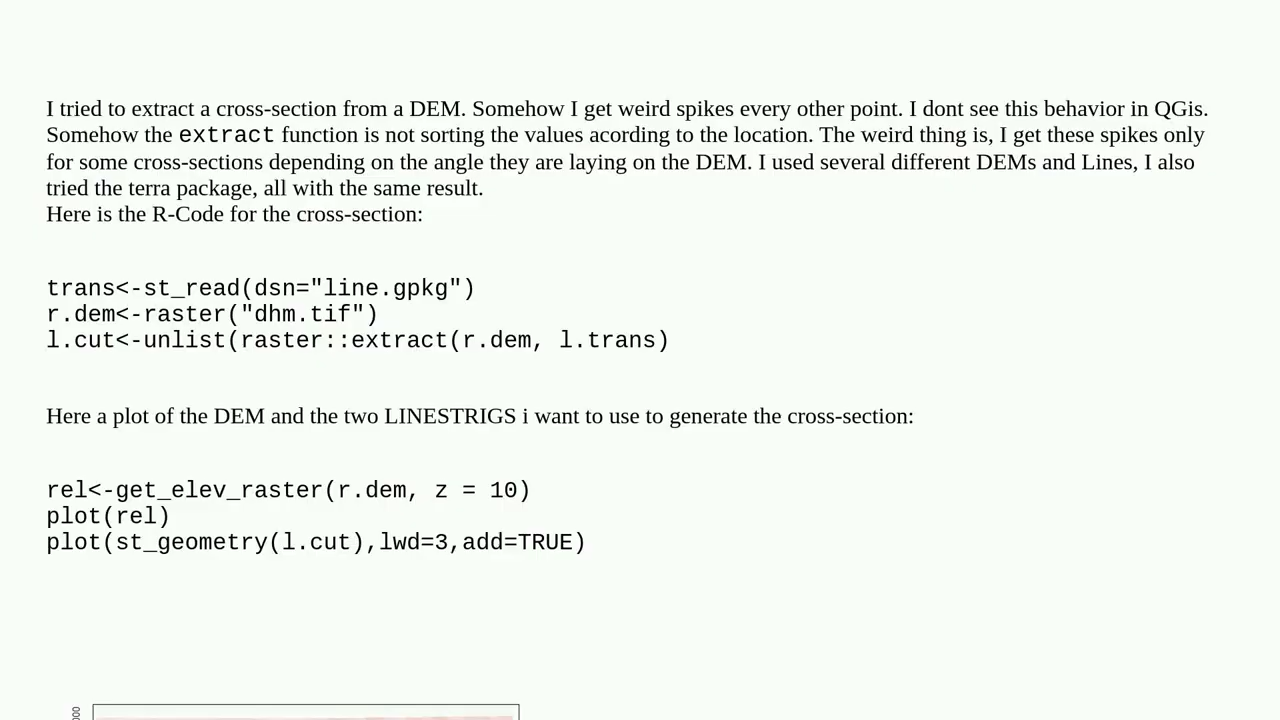 I tried to extract a cross-section from a DEM. Somehow I get weird spikes every other point. I dont see this behavior in QGis.
Somehow the extract function is not sorting the values acording to the location. The weird thing is, I get these spikes only
for some cross-sections depending on the angle they are laying on the DEM. I used several different DEMs and Lines, I also
tried the terra package, all with the same result.
Here is the R-Code for the cross-section:
trans<-st_read(dsn="line.gpkg")
r.dem<-raster("dhm.tif")
l.cut<-unlist(raster::extract(r.dem, l.trans)
Here a plot of the DEM and the two LINESTRIGS i want to use to generate the cross-section:
rel<-get_elev_raster(r.dem, z = 10)
plot(rel)
plot(st_geometry(l.cut),lwd=3,add=TRUE)